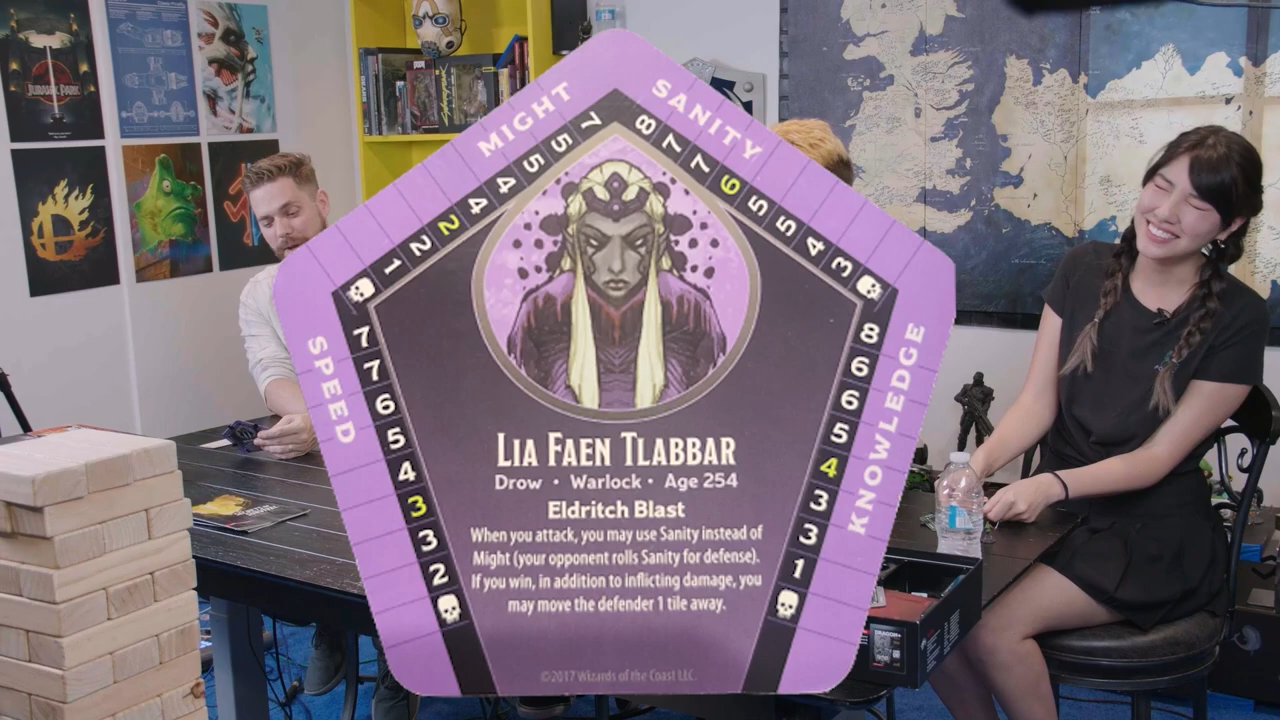 JURASSIC PARK
MIGHT
1 2 2 4 4 5 5 7
SANITY
8 7 7 6 5 5 4 3
SPEED
7
7
6
5
4
3
3
2
KNOWLEDGE
8
6
6
5
4
3
3
1
LIA FAEN TLABBAR
Drow • Warlock • Age 254
Eldritch Blast
When you attack, you may use Sanity instead of
Might (your opponent rolls Sanity for defense).
If you win, in addition to inflicting damage, you
may move the defender 1 tile away.
©2017 Wizards of the Coast LLC.
DRAGON+